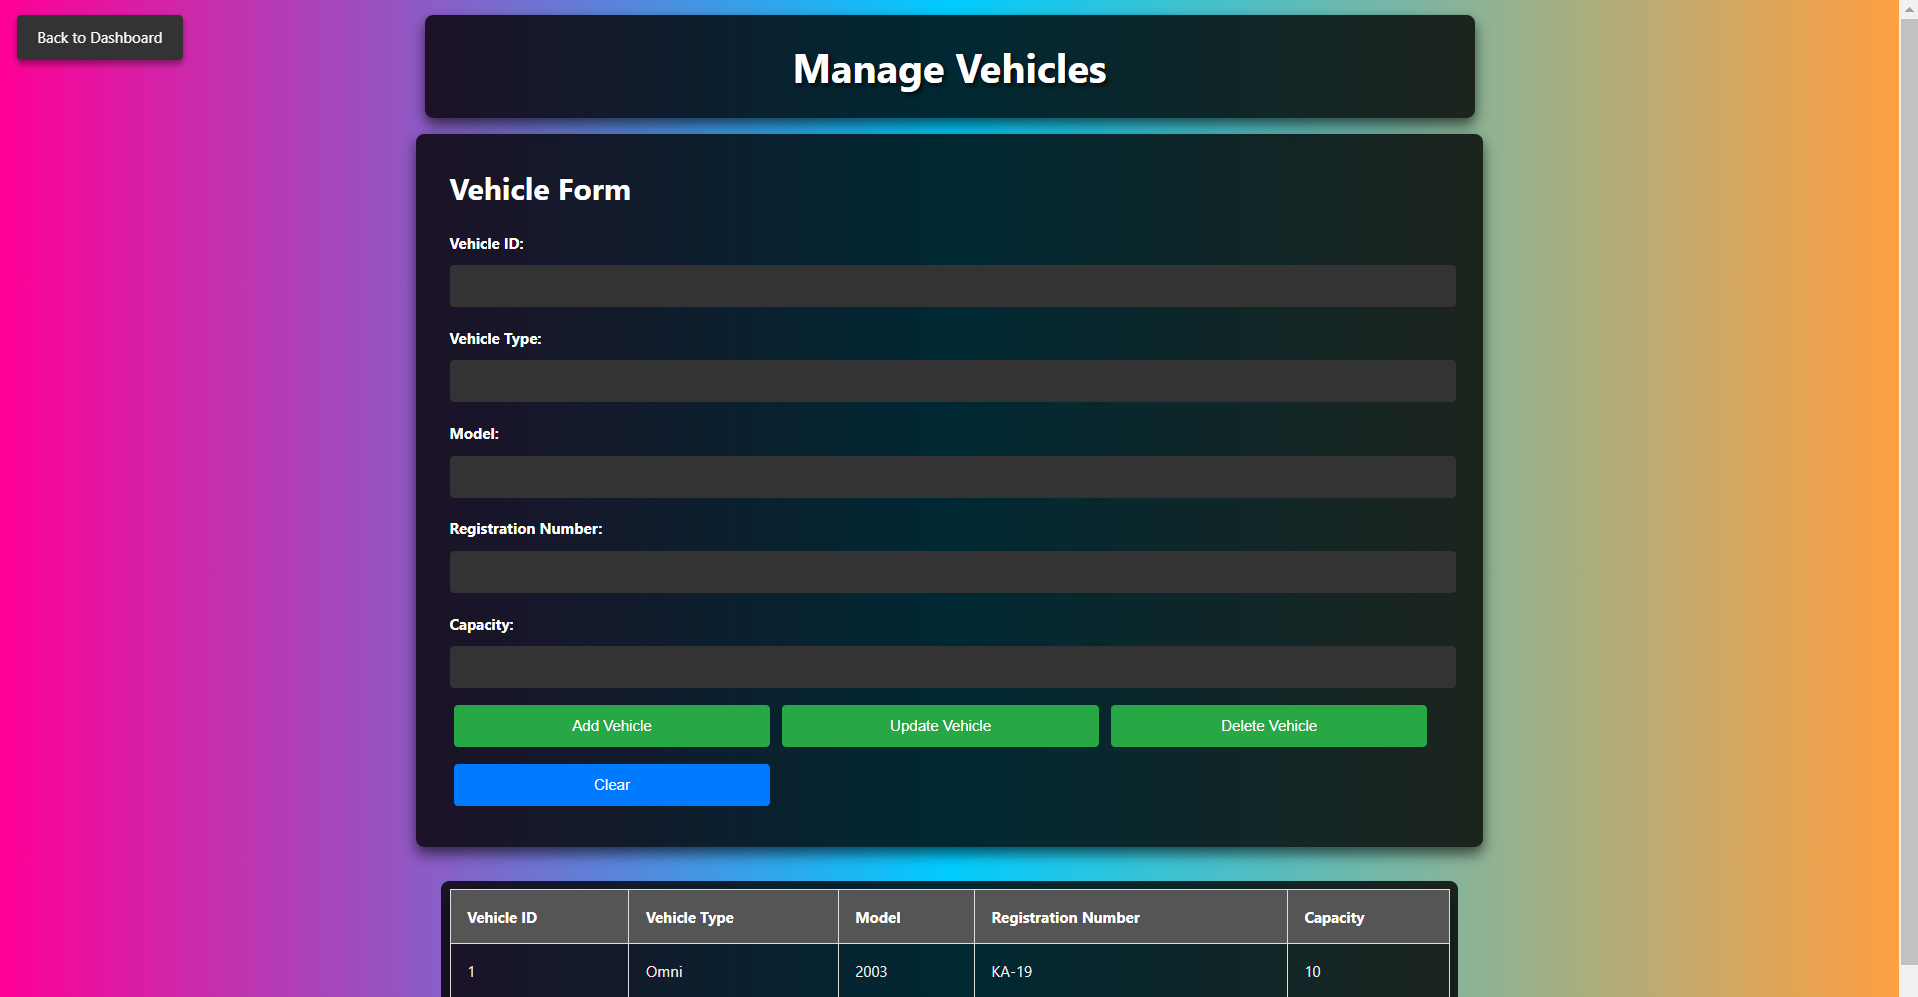 Back to Dashboard
Manage Vehicles
Vehicle Form
Vehicle ID:
Vehicle Type:
Model:
Registration Number:
Capacity:
Add Vehicle Update Vehicle Delete Vehicle
Clear
Vehicle ID Vehicle Type Model Registration Number Capacity
1 Omni 2003 KA-19 10